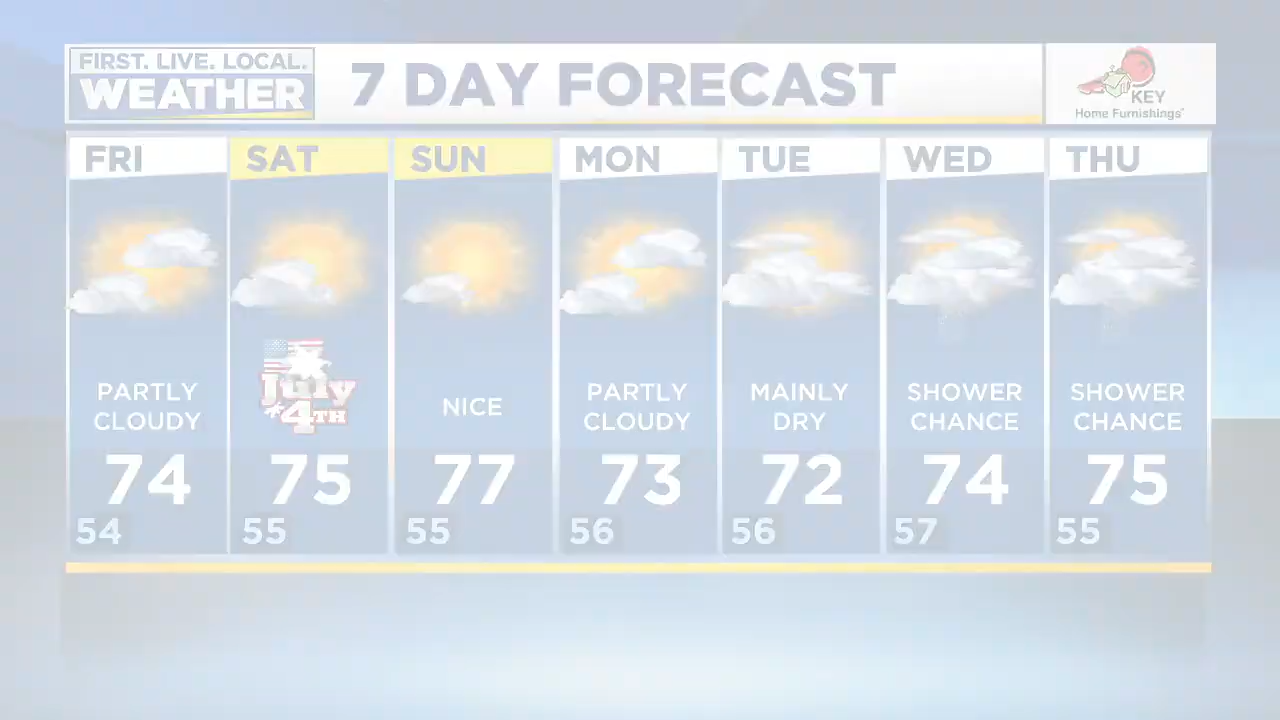 FIRST. LIVE. LOCAL.
WEATHER
7 DAY FORECAST
KEY
Home Furnishings
FRI
SAT
SUN
MON
TUE
WED
THU
PARTLY
CLOUDY
July
4TH
NICE
PARTLY
CLOUDY
MAINLY
DRY
SHOWER
CHANCE
SHOWER
CHANCE
74
75
77
73
72
74
75
54
55
55
56
56
57
55